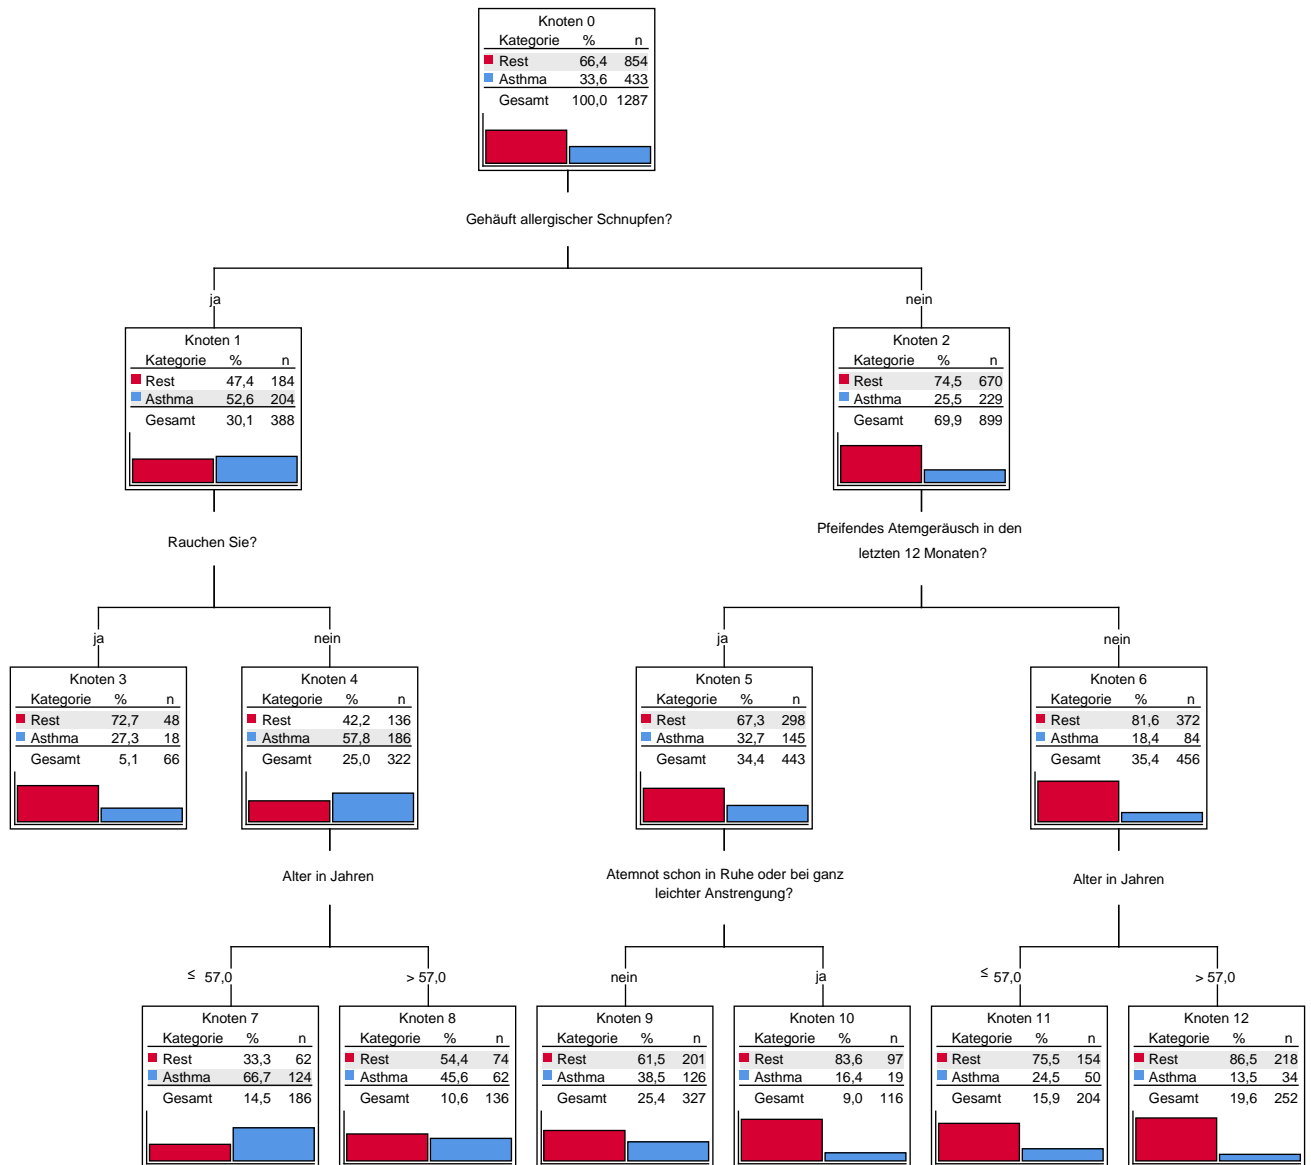 Knoten 0
Kategorie % n
Rest 66,4 854
Asthma 33,6 433
Gesamt 100,0 1287
Gehäuft allergischer Schnupfen?
ja
nein
Knoten 1
Kategorie % n
Rest 47,4 184
Asthma 52,6 204
Gesamt 30,1 388
Knoten 2
Kategorie % n
Rest 74,5 670
Asthma 25,5 229
Gesamt 69,9 899
Rauchen Sie?
Pfeifendes Atemgeräusch in den
letzten 12 Monaten?
ja
nein
ja
nein
Knoten 3
Kategorie % n
Rest 72,7 48
Asthma 27,3 18
Gesamt 5,1 66
Knoten 4
Kategorie % n
Rest 42,2 136
Asthma 57,8 186
Gesamt 25,0 322
Knoten 5
Kategorie % n
Rest 67,3 298
Asthma 32,7 145
Gesamt 34,4 443
Knoten 6
Kategorie % n
Rest 81,6 372
Asthma 18,4 84
Gesamt 35,4 456
Alter in Jahren
Atemnot schon in Ruhe oder bei ganz
leichter Anstrengung?
Alter in Jahren
≤ 57,0
> 57,0
nein
ja
≤ 57,0
> 57,0
Knoten 7
Kategorie % n
Rest 33,3 62
Asthma 66,7 124
Gesamt 14,5 186
Knoten 8
Kategorie % n
Rest 54,4 74
Asthma 45,6 62
Gesamt 10,6 136
Knoten 9
Kategorie % n
Rest 61,5 201
Asthma 38,5 126
Gesamt 25,4 327
Knoten 10
Kategorie % n
Rest 83,6 97
Asthma 16,4 19
Gesamt 9,0 116
Knoten 11
Kategorie % n
Rest 75,5 154
Asthma 24,5 50
Gesamt 15,9 204
Knoten 12
Kategorie % n
Rest 86,5 218
Asthma 13,5 34
Gesamt 19,6 252